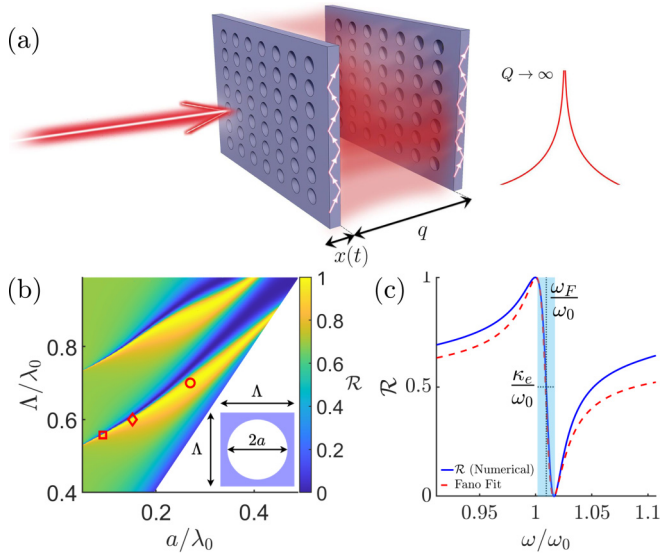 (a)
Q → ∞
x(t)
q
(b)
Λ/λ₀
0.8
0.6
0.4
0.2
0.4
a/λ₀
Λ
Λ
2a
1
0.8
0.6
0.4
0.2
0
ℛ
(c)
ℛ
1
0.5
0
ω_F/ω₀
κ_e/ω₀
ℛ (Numerical)
Fano Fit
0.95
1
1.05
1.1
ω/ω₀